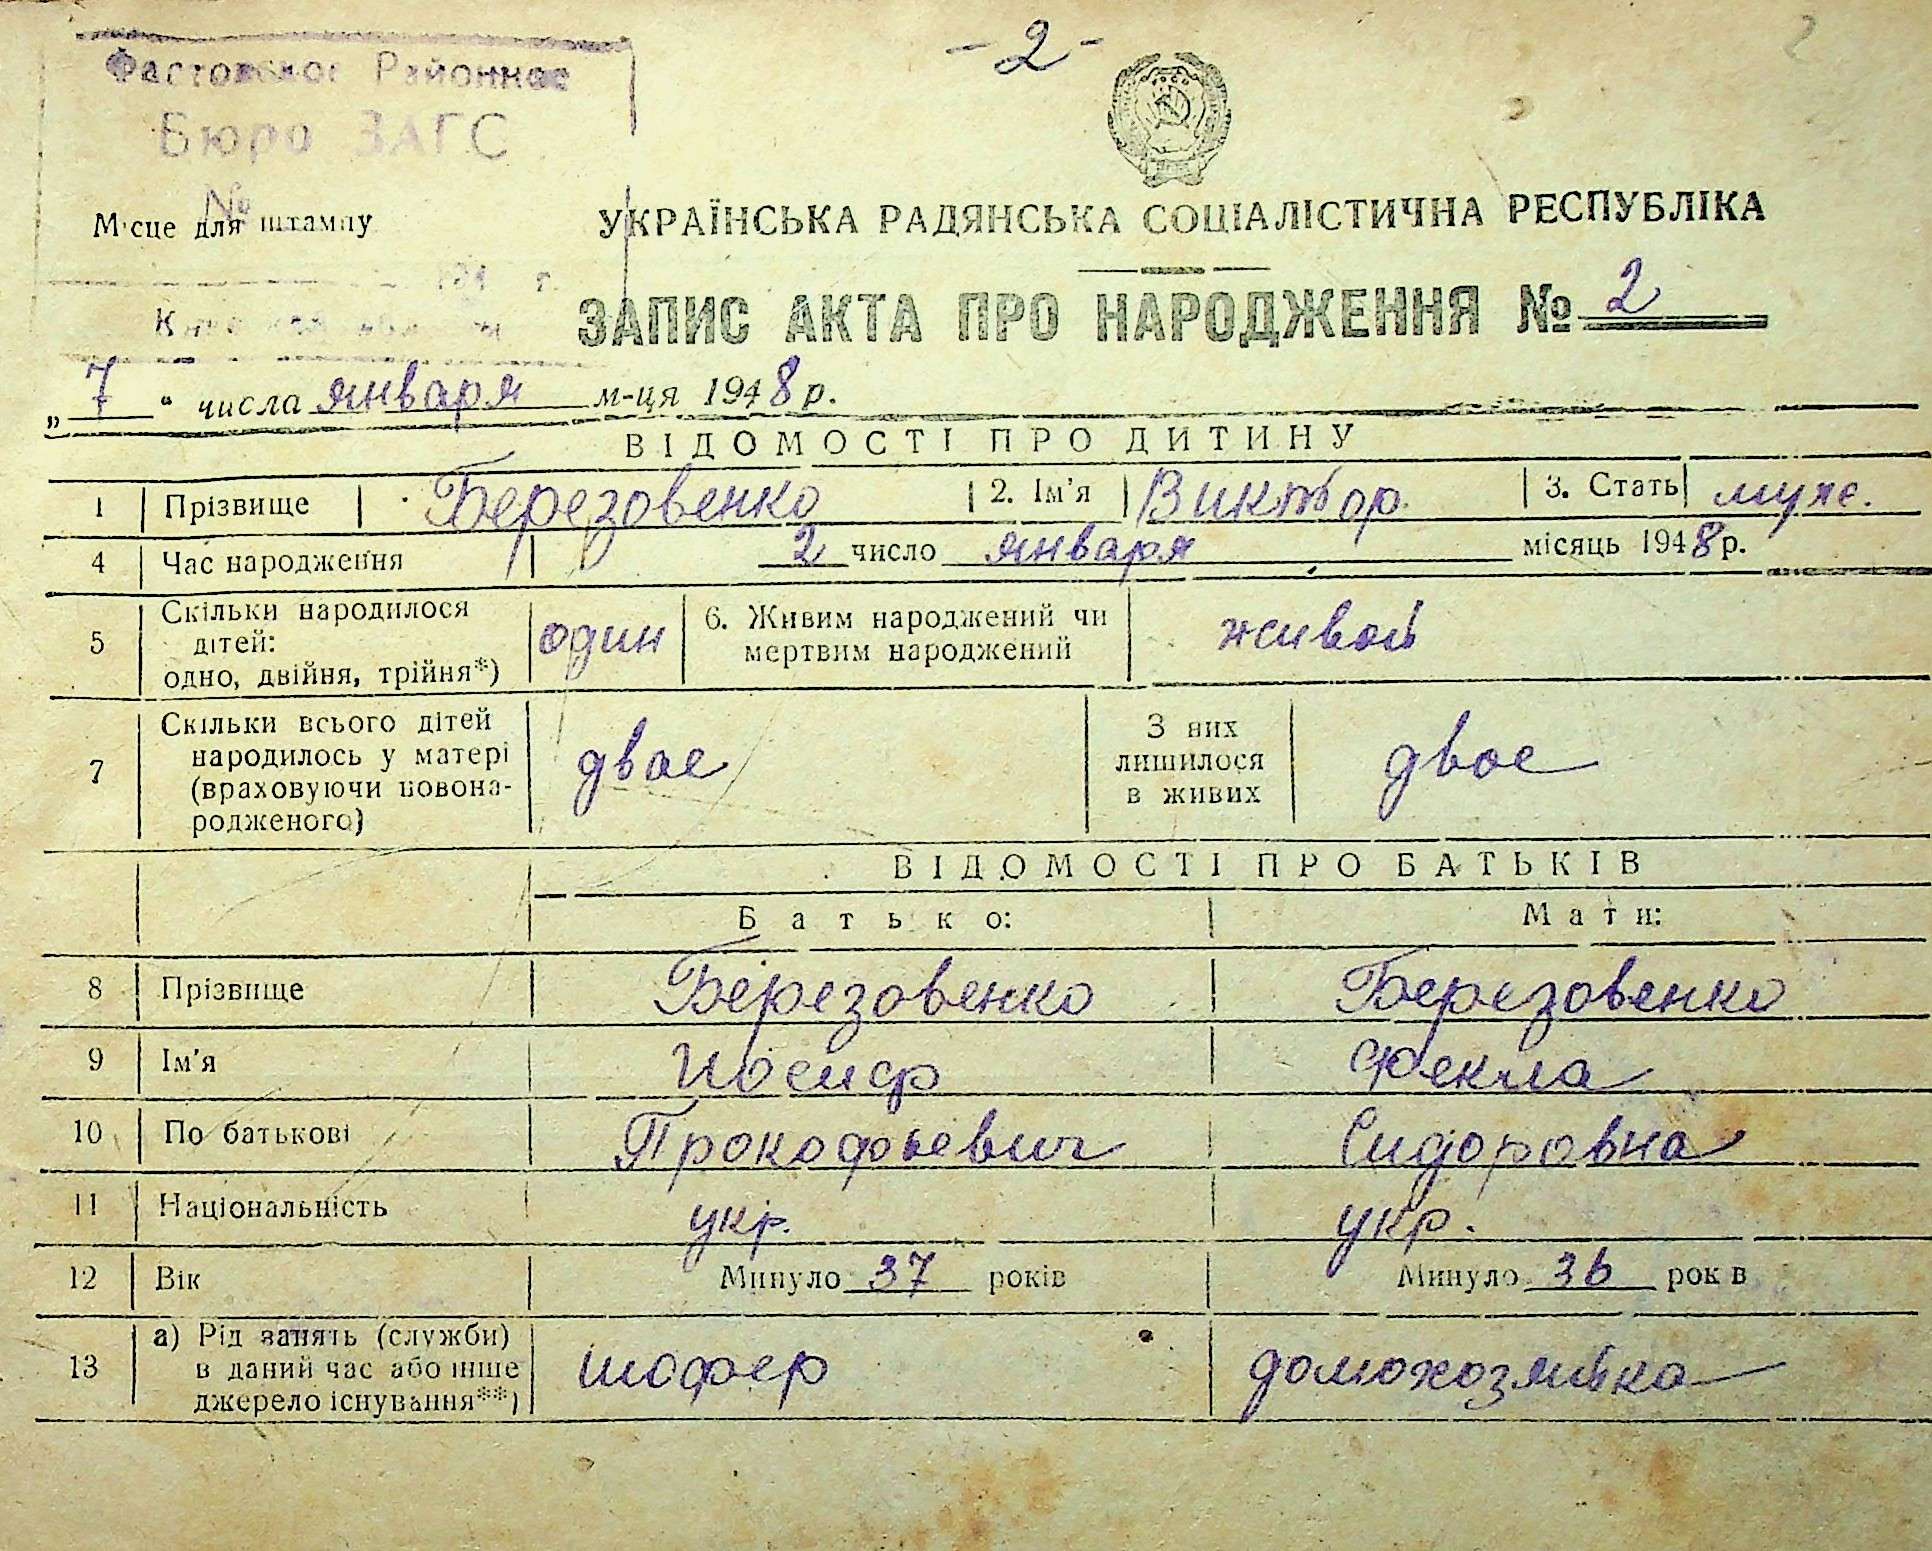 - 2 -
2
Фастовское Районное
Бюро ЗАГС
№
Місце для штампу
194 г.
УКРАЇНСЬКА РАДЯНСЬКА СОЦІАЛІСТИЧНА РЕСПУБЛІКА
ЗАПИС АКТА ПРО НАРОДЖЕННЯ № 2
„ 7 “ числа января м-ця 1948 р.
ВІДОМОСТІ ПРО ДИТИНУ
1 Прізвище Березовенко 2. Ім'я Виктор 3. Стать муж.
4 Час народження 2 число января місяць 1948 р.
5 Скільки народилося дітей: одно, двійня, трійня*) один 6. Живим народжений чи мертвим народжений живой
7 Скільки всього дітей народилось у матері (враховуючи новонародженого) двое З них лишилося в живих двое
ВІДОМОСТІ ПРО БАТЬКІВ
Батько: Мати:
8 Прізвище Березовенко Березовенко
9 Ім'я Иосиф Фекла
10 По батькові Прокофьевич Сидоровна
11 Національність укр. укр.
12 Вік Минуло 37 років Минуло 36 років
13 а) Рід занять (служби) в даний час або інше джерело існування**) шофер домохозяйка